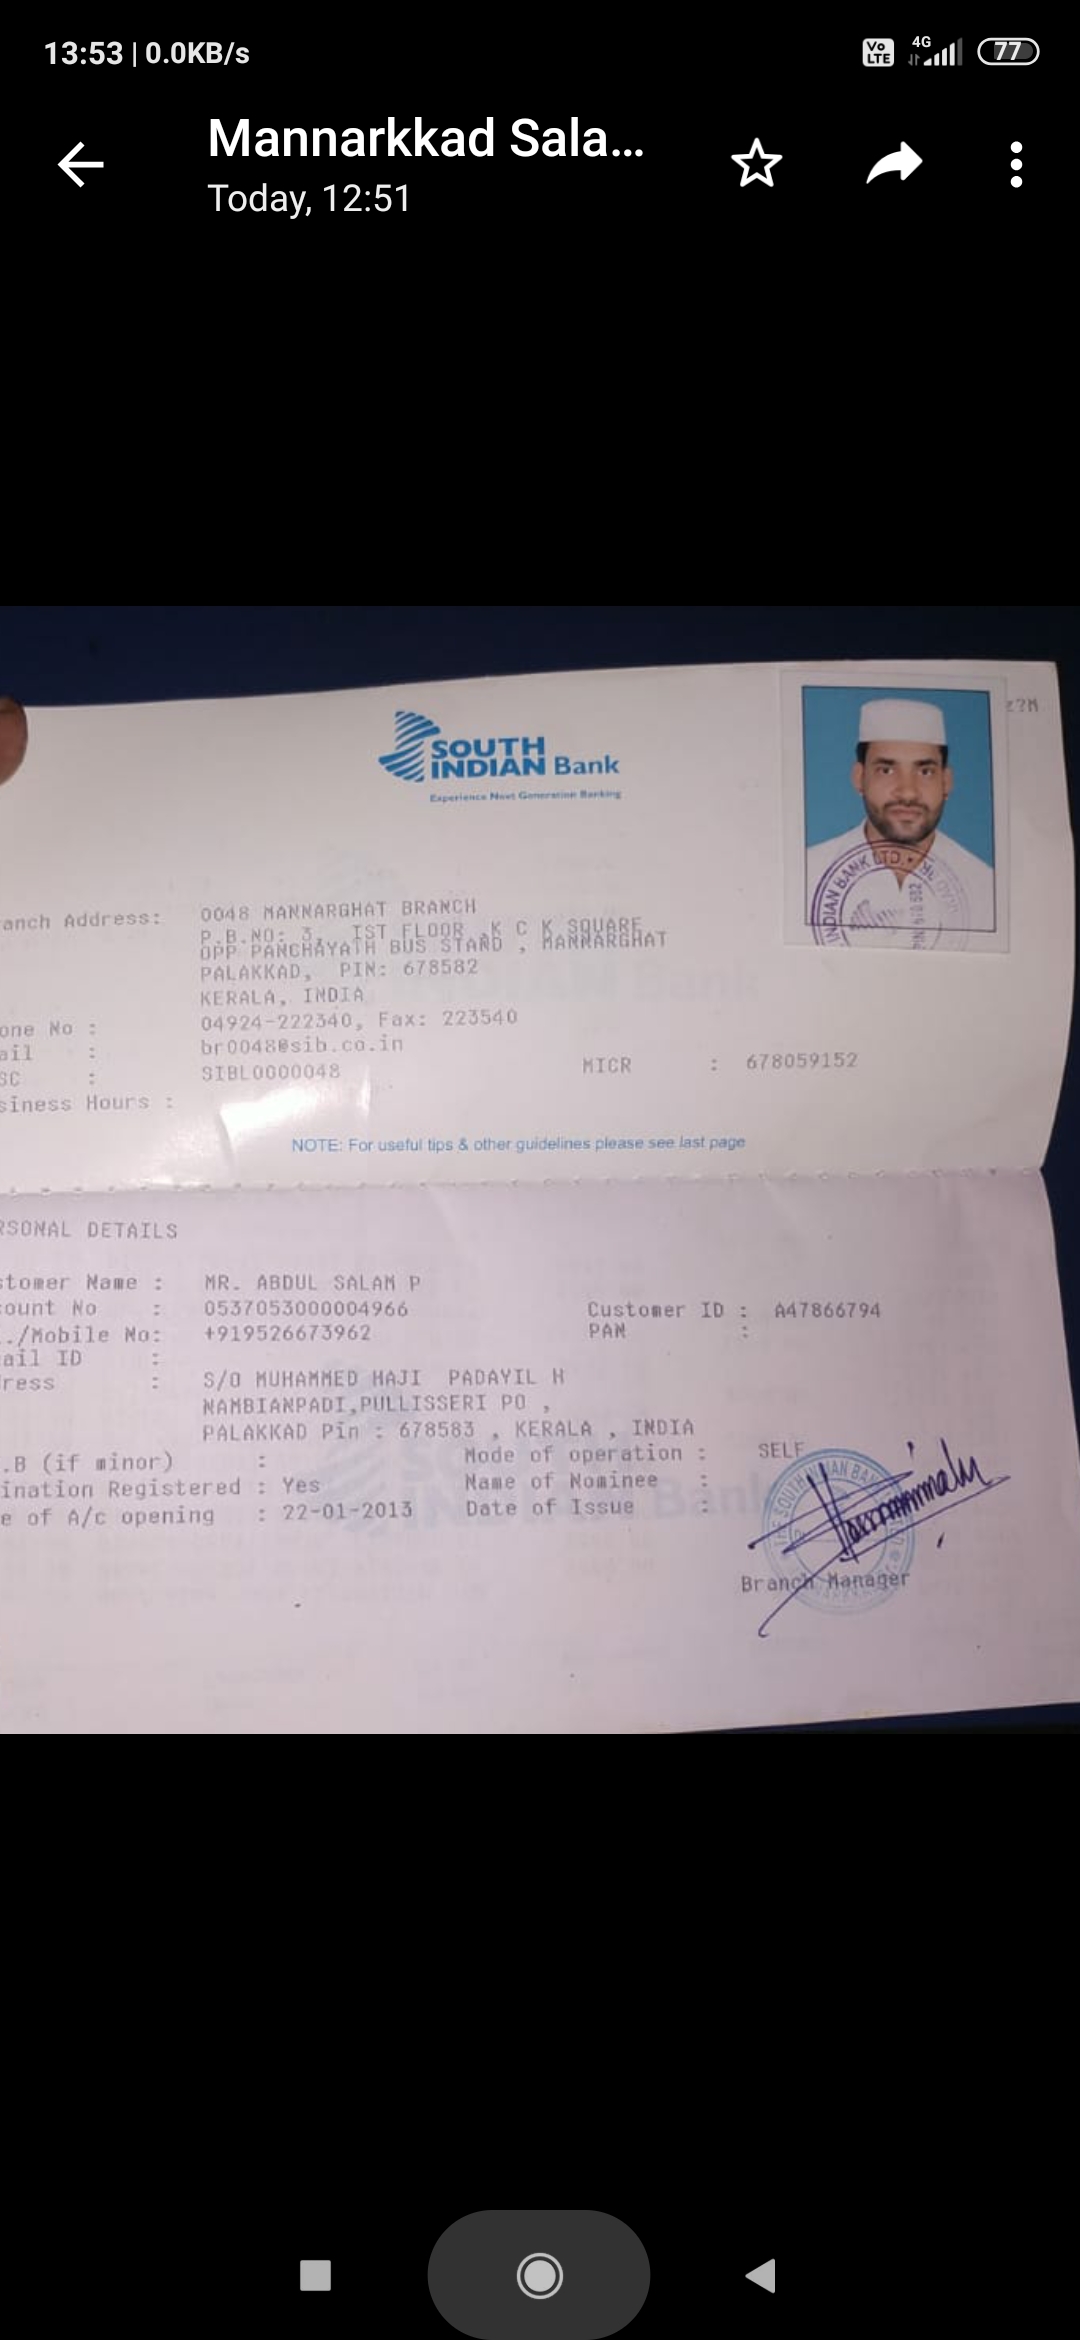 13:53 | 0.0KB/s
Vo LTE 4G 77
Mannarkkad Sala...
Today, 12:51
z?M
SOUTH
INDIAN Bank
Experience Next Generation Banking
INDIAN BANK LTD.
anch Address: 0048 MANNARGHAT BRANCH
P.B.NO: 3, IST FLOOR ,K C K SQUARE
OPP PANCHAYATH BUS STAND , MANNARGHAT
PALAKKAD, PIN: 678582
KERALA, INDIA
one No : 04924-222340, Fax: 223540
ail : br0048@sib.co.in
SC : SIBL0000048 MICR : 678059152
siness Hours :
NOTE: For useful tips & other guidelines please see last page
RSONAL DETAILS
stomer Name : MR. ABDUL SALAM P
count No : 0537053000004966 Customer ID : A47866794
./Mobile No: +919526673962 PAN :
ail ID :
ress : S/O MUHAMMED HAJI PADAYIL H
NAMBIANPADI,PULLISSERI PO ,
PALAKKAD Pin : 678583 , KERALA , INDIA
.B (if minor) : Mode of operation : SELF
ination Registered : Yes Name of Nominee :
e of A/c opening : 22-01-2013 Date of Issue :
Branch Manager